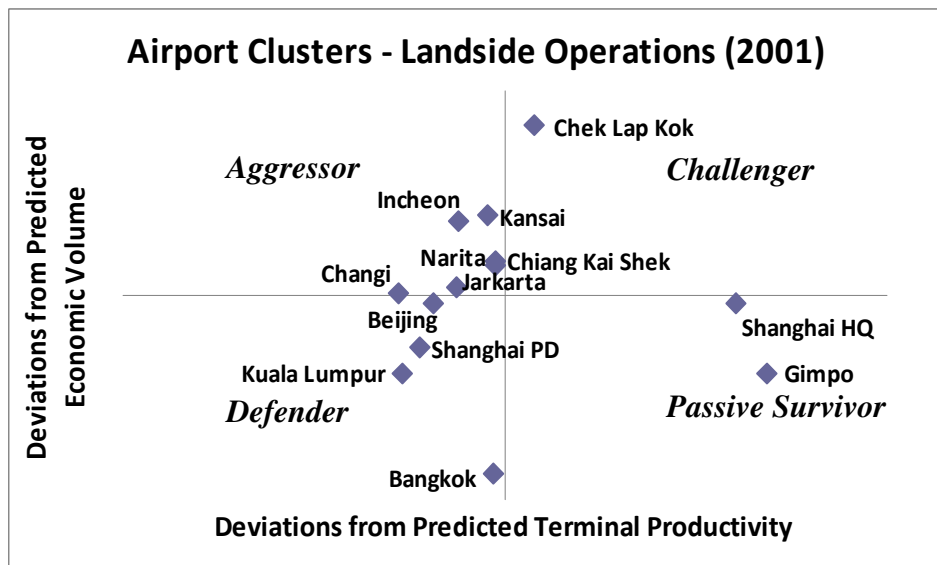 Airport Clusters - Landside Operations (2001)
Deviations from Predicted
Economic Volume
Aggressor
Challenger
Chek Lap Kok
Incheon
Kansai
Narita
Chiang Kai Shek
Changi
Jarkarta
Beijing
Shanghai HQ
Shanghai PD
Kuala Lumpur
Gimpo
Defender
Passive Survivor
Bangkok
Deviations from Predicted Terminal Productivity